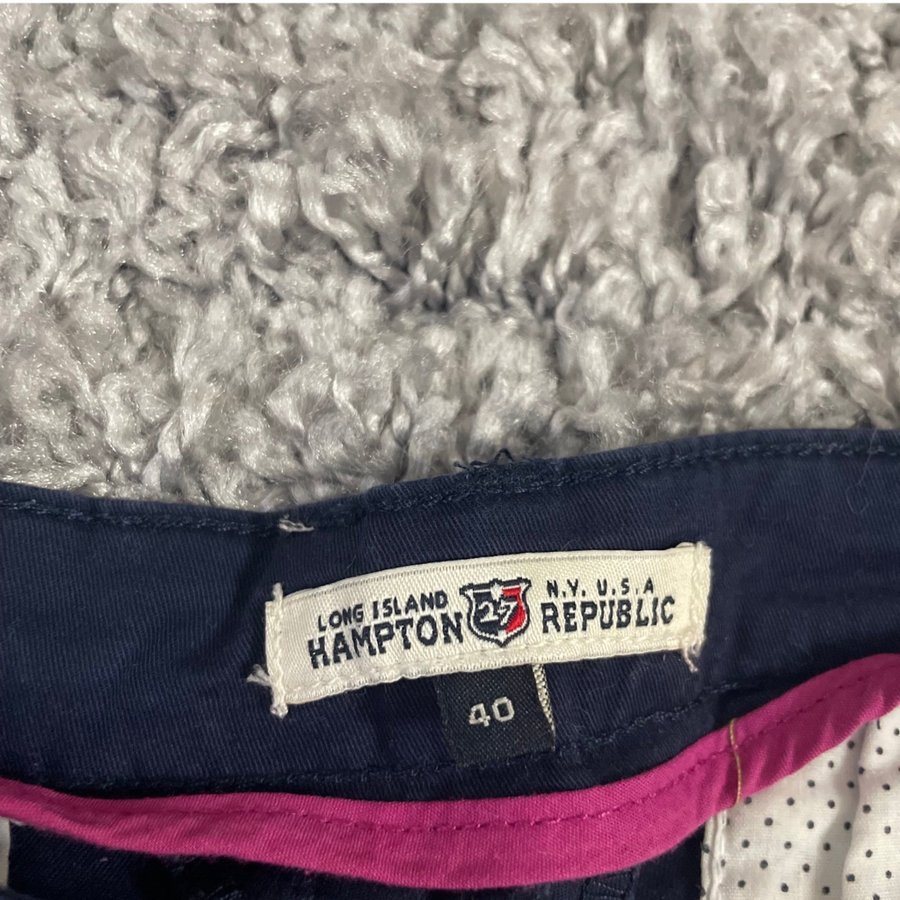 LONG ISLAND
HAMPTON
27
N.Y. U.S.A
REPUBLIC
40